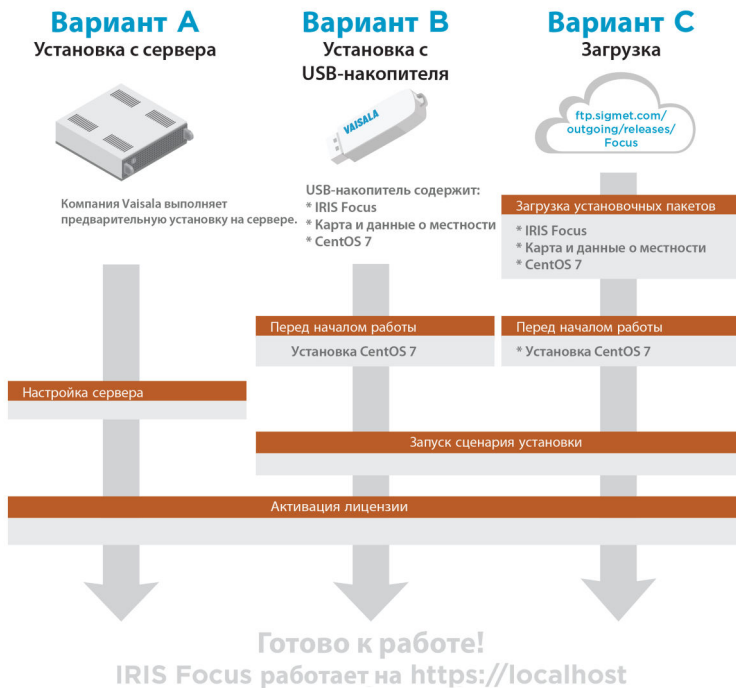 Вариант A
Установка с сервера
Компания Vaisala выполняет
предварительную установку на сервере.
Вариант B
Установка с
USB-накопителя
VAISALA
USB-накопитель содержит:
* IRIS Focus
* Карта и данные о местности
* CentOS 7
Вариант C
Загрузка
ftp.sigmet.com/
outgoing/releases/
Focus
Загрузка установочных пакетов
* IRIS Focus
* Карта и данные о местности
* CentOS 7
Перед началом работы
Установка CentOS 7
Перед началом работы
* Установка CentOS 7
Настройка сервера
Запуск сценария установки
Активация лицензии
Готово к работе!
IRIS Focus работает на https://localhost